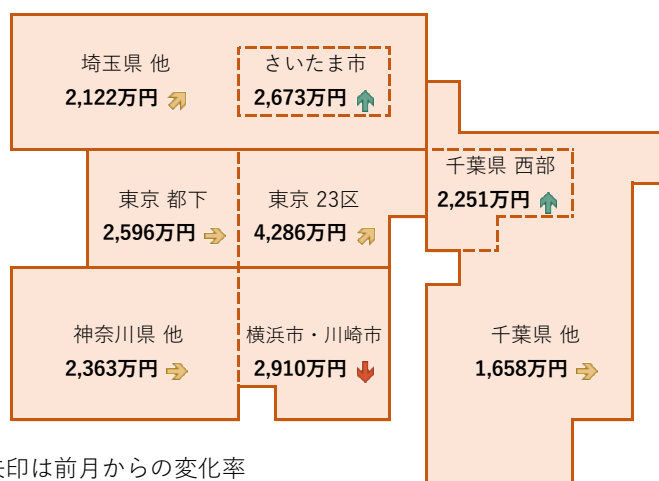 埼玉県 他
2,122万円
さいたま市
2,673万円
千葉県 西部
2,251万円
東京 都下
2,596万円
東京 23区
4,286万円
神奈川県 他
2,363万円
横浜市・川崎市
2,910万円
千葉県 他
1,658万円
矢印は前月からの変化率